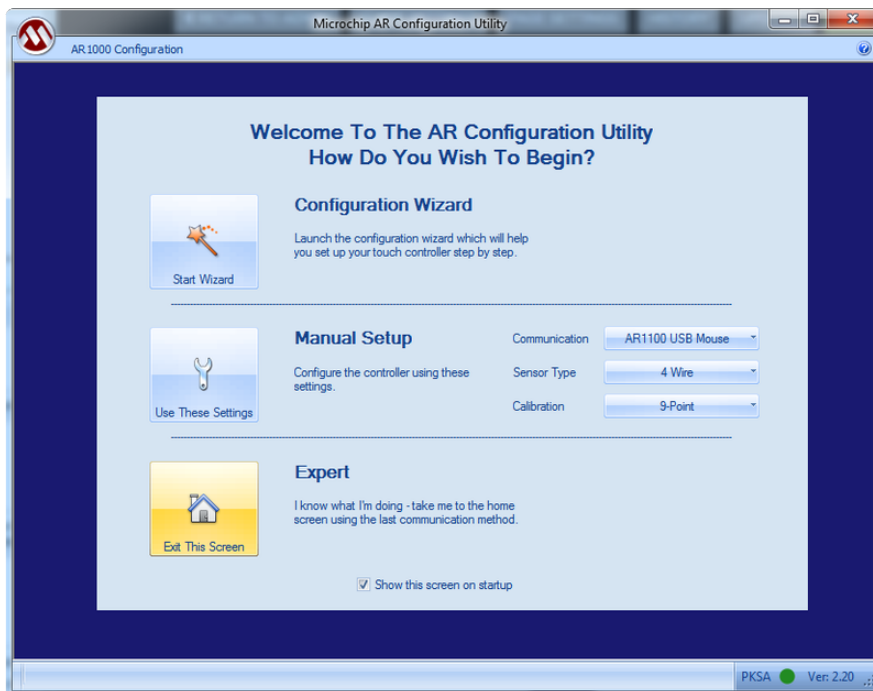 Microchip AR Configuration Utility
AR1000 Configuration
Welcome To The AR Configuration Utility
How Do You Wish To Begin?
Configuration Wizard
Launch the configuration wizard which will help
you set up your touch controller step by step.
Start Wizard
Manual Setup
Configure the controller using these
settings.
Use These Settings
Communication
AR1100 USB Mouse
Sensor Type
4 Wire
Calibration
9-Point
Expert
I know what I'm doing - take me to the home
screen using the last communication method.
Exit This Screen
Show this screen on startup
PKSA
Ver: 2.20